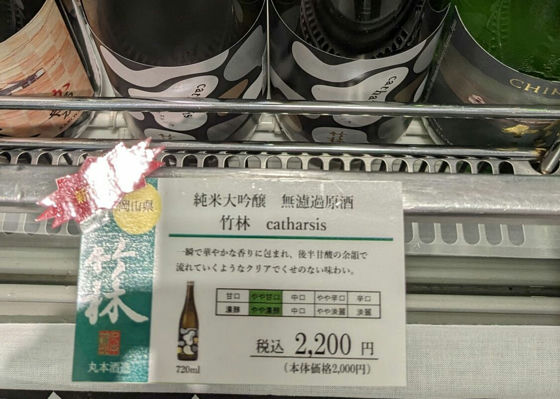 CHIN
岡山県
竹林
丸本酒造
純米大吟醸 無濾過原酒
竹林 catharsis
一瞬で華やかな香りに包まれ、後半甘酸の余韻で
流れていくようなクリアでくせのない味わい。
甘口 やや甘口 中口 やや辛口 辛口
濃醇 やや濃醇 中口 やや淡麗 淡麗
税込 2,200 円
(本体価格2,000円)
720ml